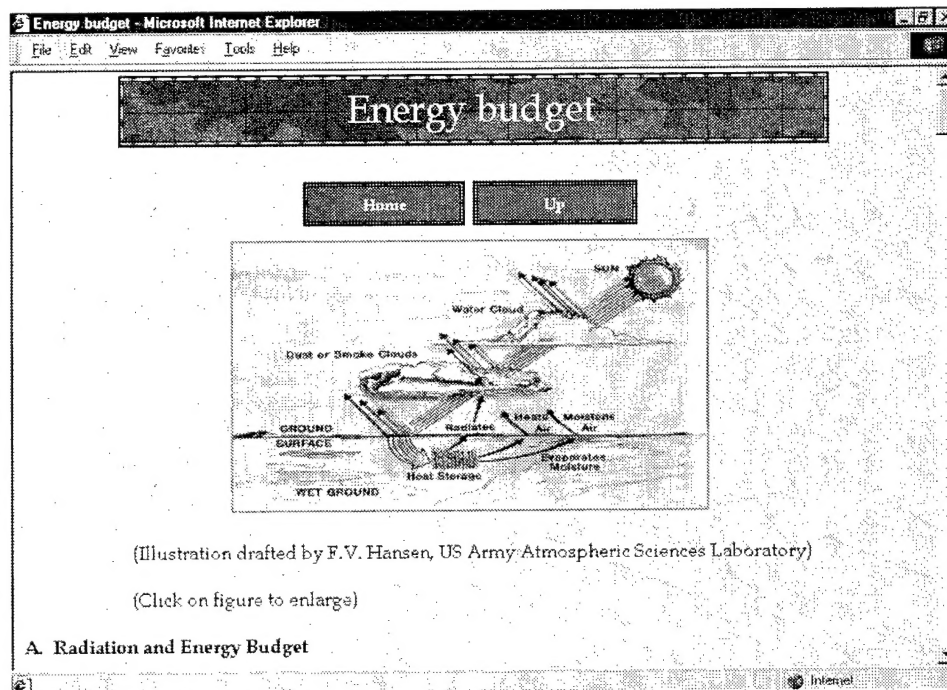 Energy budget - Microsoft Internet Explorer
File Edit View Favorites Tools Help
Energy budget
Home Up
SUN
Water Cloud
Dust or Smoke Clouds
GROUND
SURFACE
Radiates
Heats
Air
Moistens
Air
Evaporates
Moisture
Heat Storage
WET GROUND
(Illustration drafted by F.V. Hansen, US Army Atmospheric Sciences Laboratory)
(Click on figure to enlarge)
A. Radiation and Energy Budget
Internet